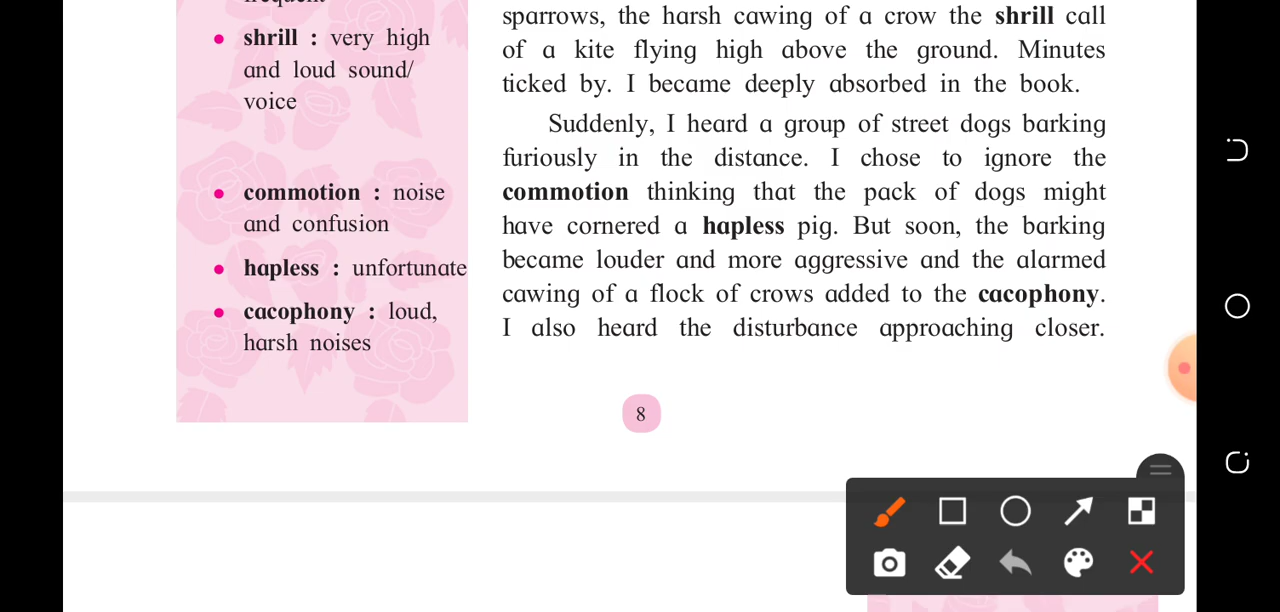 frequent
• shrill : very high
and loud sound/
voice
• commotion : noise
and confusion
• hapless : unfortunate
• cacophony : loud,
harsh noises
sparrows, the harsh cawing of a crow the shrill call
of a kite flying high above the ground. Minutes
ticked by. I became deeply absorbed in the book.
Suddenly, I heard a group of street dogs barking
furiously in the distance. I chose to ignore the
commotion thinking that the pack of dogs might
have cornered a hapless pig. But soon, the barking
became louder and more aggressive and the alarmed
cawing of a flock of crows added to the cacophony.
I also heard the disturbance approaching closer.
8